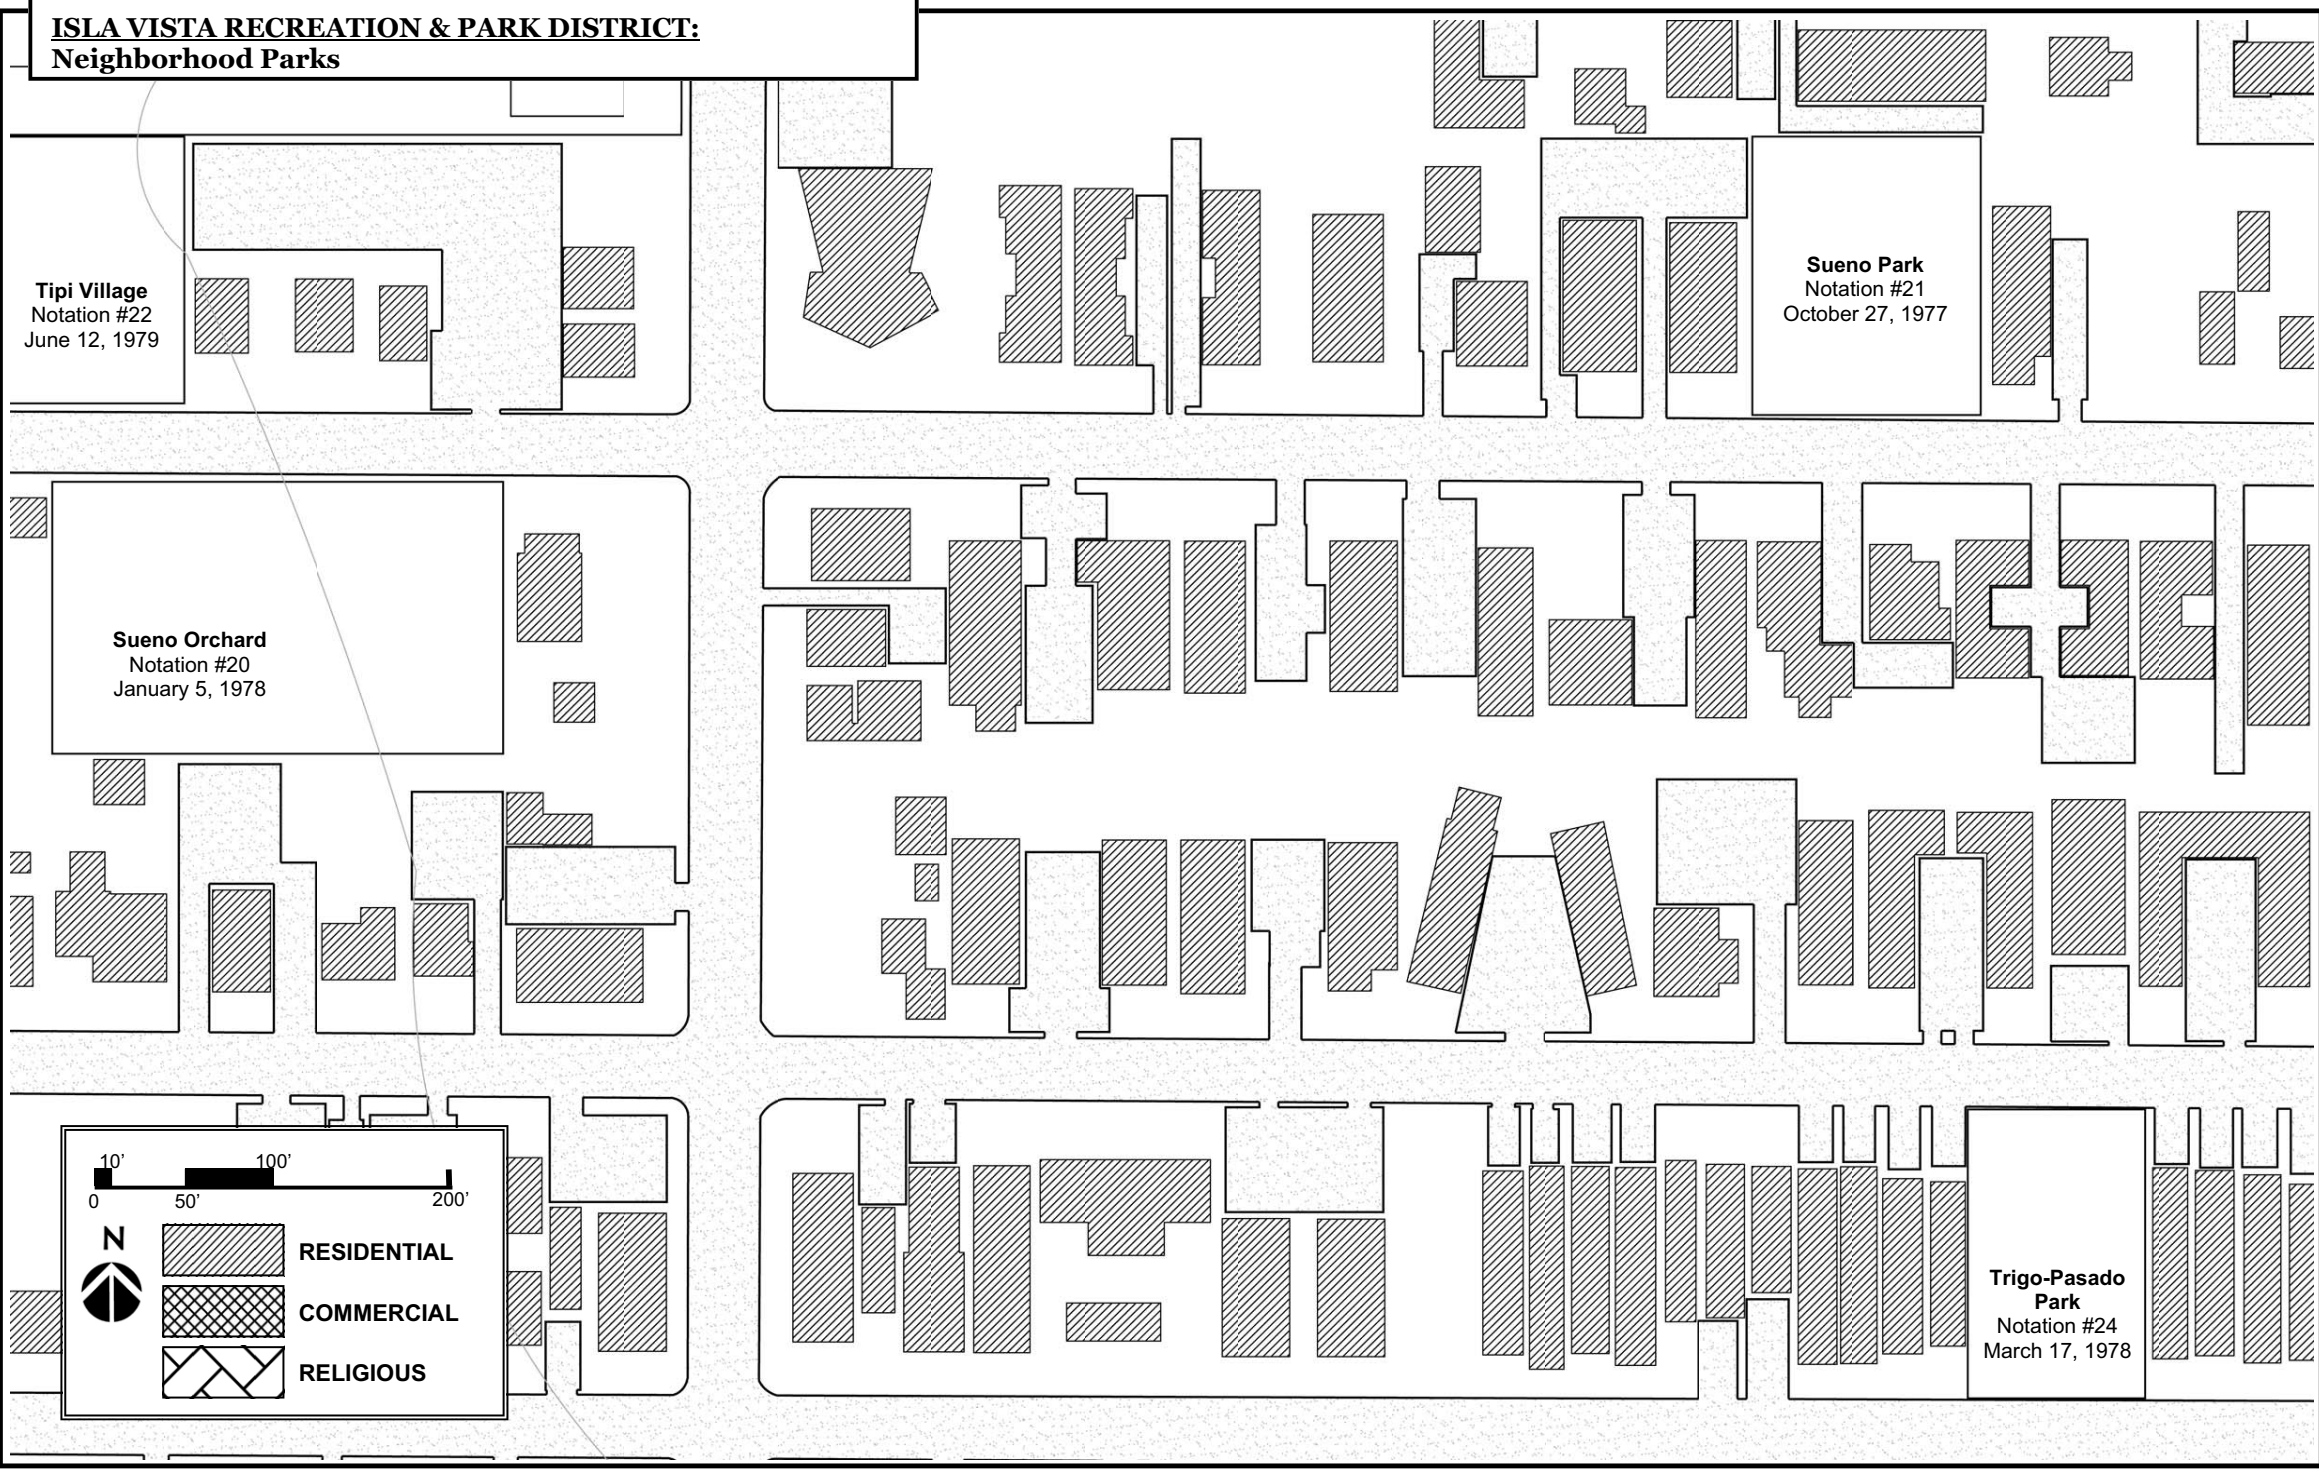 ISLA VISTA RECREATION & PARK DISTRICT:
Neighborhood Parks
Tipi Village
Notation #22
June 12, 1979
Sueno Park
Notation #21
October 27, 1977
Sueno Orchard
Notation #20
January 5, 1978
10' 100'
0 50' 200'
N
RESIDENTIAL
COMMERCIAL
RELIGIOUS
Trigo-Pasado
Park
Notation #24
March 17, 1978